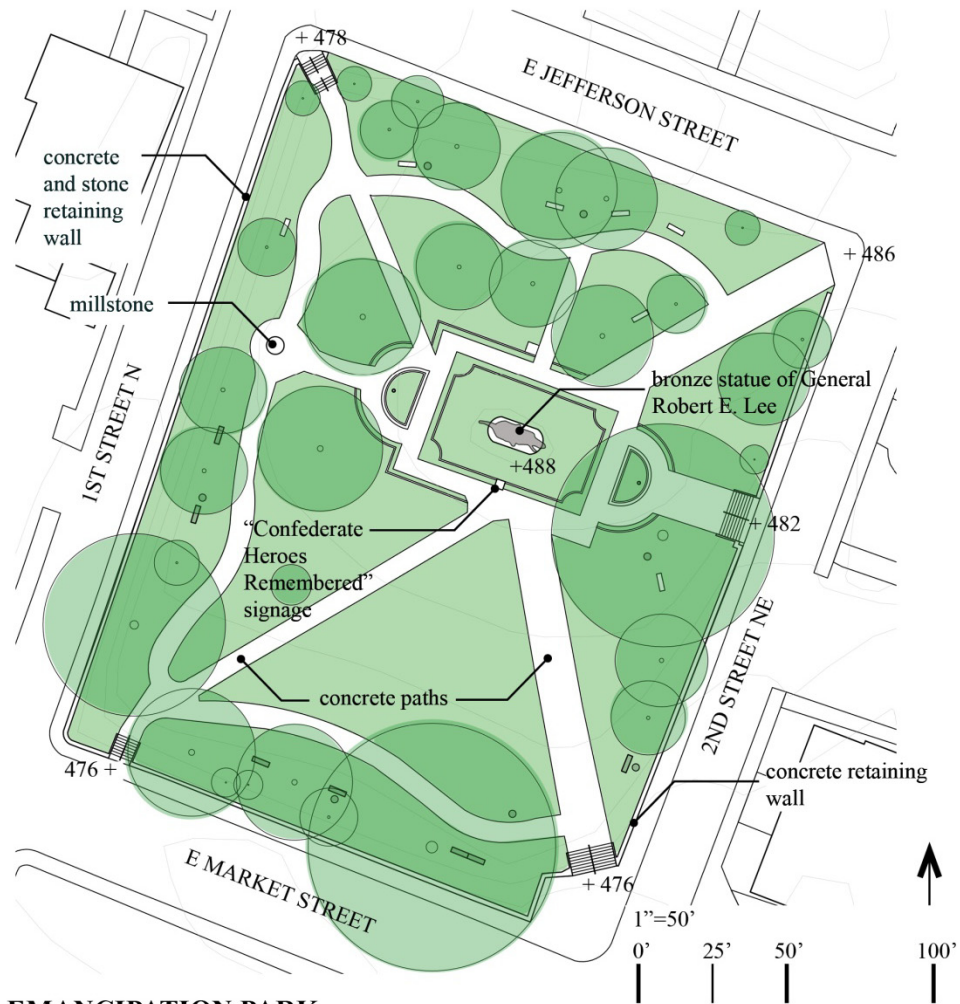 + 478
E JEFFERSON STREET
concrete
and stone
retaining
wall
+ 486
millstone
bronze statue of General
Robert E. Lee
1ST STREET N
+488
+ 482
“Confederate
Heroes
Remembered”
signage
2ND STREET NE
concrete paths
476 +
concrete retaining
wall
E MARKET STREET
+ 476
1”=50’
0’ 25’ 50’ 100’
EMANCIPATION PARK